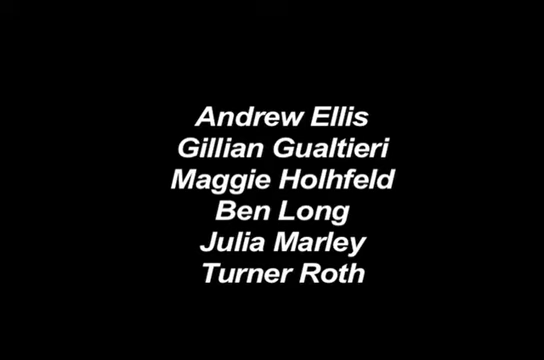 Andrew Ellis
Gillian Gualtieri
Maggie Holhfeld
Ben Long
Julia Marley
Turner Roth